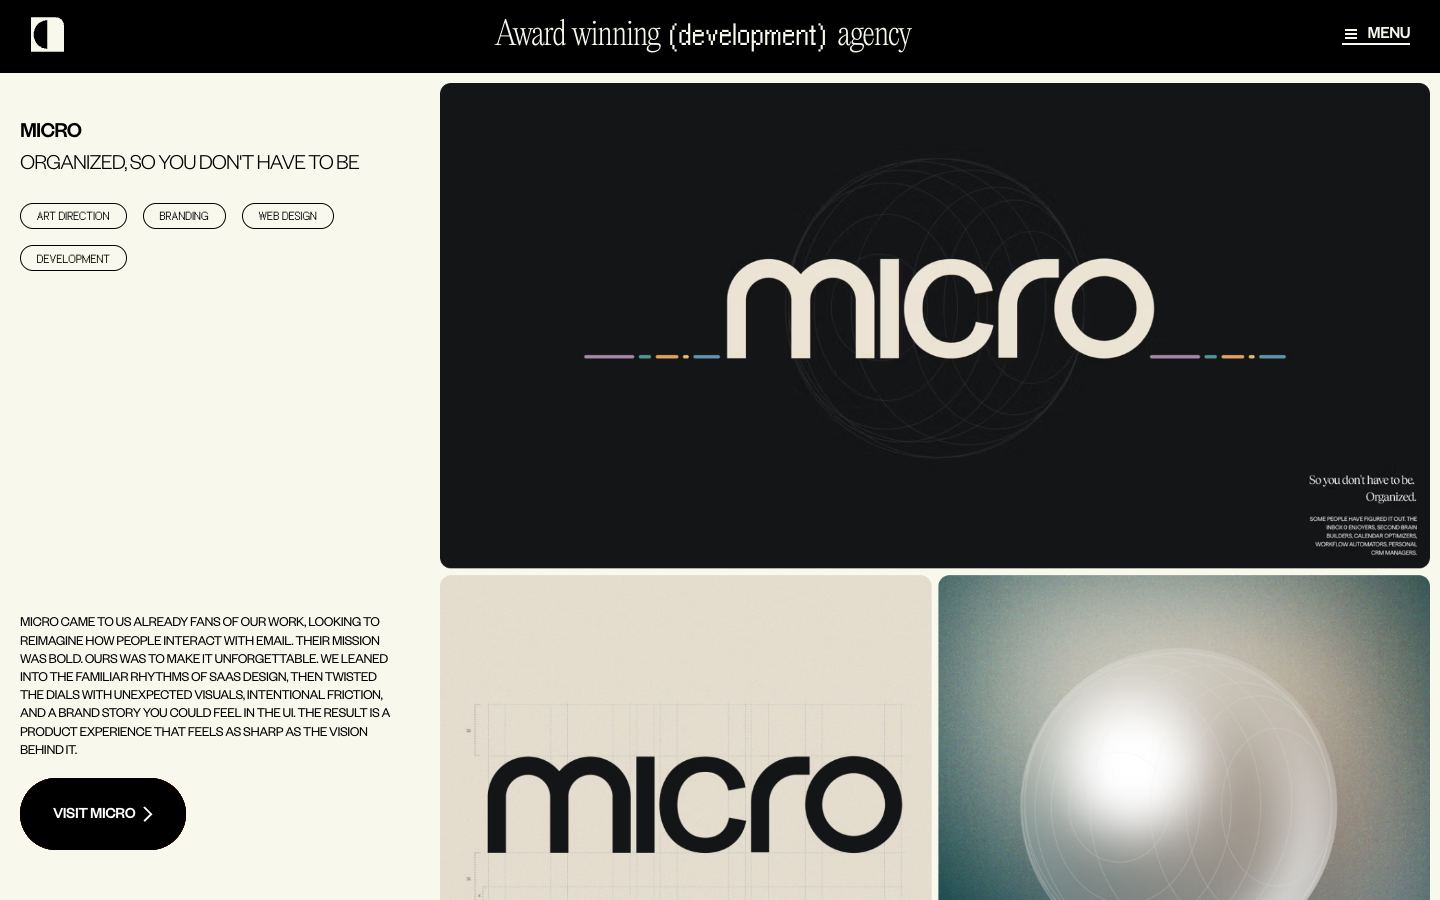 Award winning (development) agency
MENU
MICRO
ORGANIZED, SO YOU DON'T HAVE TO BE
ART DIRECTION
BRANDING
WEB DESIGN
DEVELOPMENT
MICRO CAME TO US ALREADY FANS OF OUR WORK, LOOKING TO
REIMAGINE HOW PEOPLE INTERACT WITH EMAIL. THEIR MISSION
WAS BOLD. OURS WAS TO MAKE IT UNFORGETTABLE. WE LEANED
INTO THE FAMILIAR RHYTHMS OF SAAS DESIGN, THEN TWISTED
THE DIALS WITH UNEXPECTED VISUALS, INTENTIONAL FRICTION,
AND A BRAND STORY YOU COULD FEEL IN THE UI. THE RESULT IS A
PRODUCT EXPERIENCE THAT FEELS AS SHARP AS THE VISION
BEHIND IT.
VISIT MICRO
micro
So you don't have to be.
Organized.
SOME PEOPLE HAVE FIGURED IT OUT. THE
INBOX 0 ENJOYERS, SECOND BRAIN
BUILDERS, CALENDAR OPTIMIZERS,
WORKFLOW AUTOMATORS, PERSONAL
CRM MANAGERS.
micro